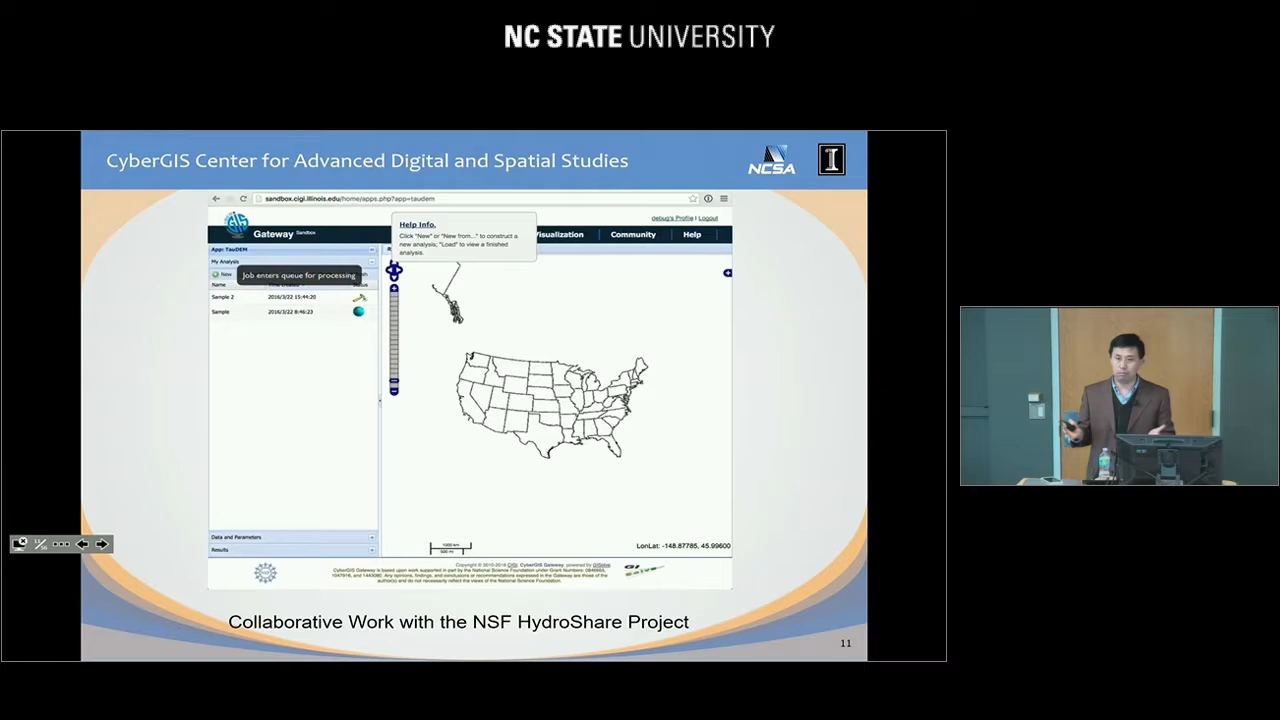 NC STATE UNIVERSITY
CyberGIS Center for Advanced Digital and Spatial Studies
NCSA
I
sandbox.cigi.illinois.edu/home/apps.php?app=taudem
debug's Profile | Logout
GIS
Gateway Sandbox
Help Info.
Click "New" or "New from..." to construct a
new analysis; "Load" to view a finished
analysis.
Visualization
Community
Help
App: TauDEM
My Analysis
New
Job enters queue for processing
Name
Sample 2
2016/3/22 15:44:20
Sample
2016/3/22 8:46:23
Data and Parameters
Results
1000 km
500 mi
LonLat: -148.87785, 45.99600
Copyright © 2010-2016 CIGI. CyberGIS Gateway, powered by GISolve.
CyberGIS Gateway is based upon work supported in part by the National Science Foundation under Grant Numbers: 0846655,
1047916, and 1443080. Any opinions, findings, and conclusions or recommendations expressed in the Gateway are those of the
author(s) and do not necessarily reflect the views of the National Science Foundation.
Collaborative Work with the NSF HydroShare Project
11